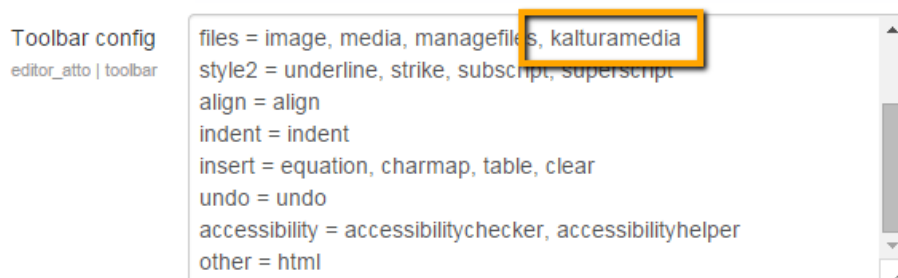 Toolbar config
editor_atto | toolbar
files = image, media, managefiles, kalturamedia
style2 = underline, strike, subscript, superscript
align = align
indent = indent
insert = equation, charmap, table, clear
undo = undo
accessibility = accessibilitychecker, accessibilityhelper
other = html